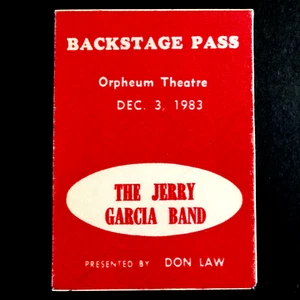 BACKSTAGE PASS
Orpheum Theatre
DEC. 3, 1983
THE JERRY
GARCIA BAND
PRESENTED BY DON LAW